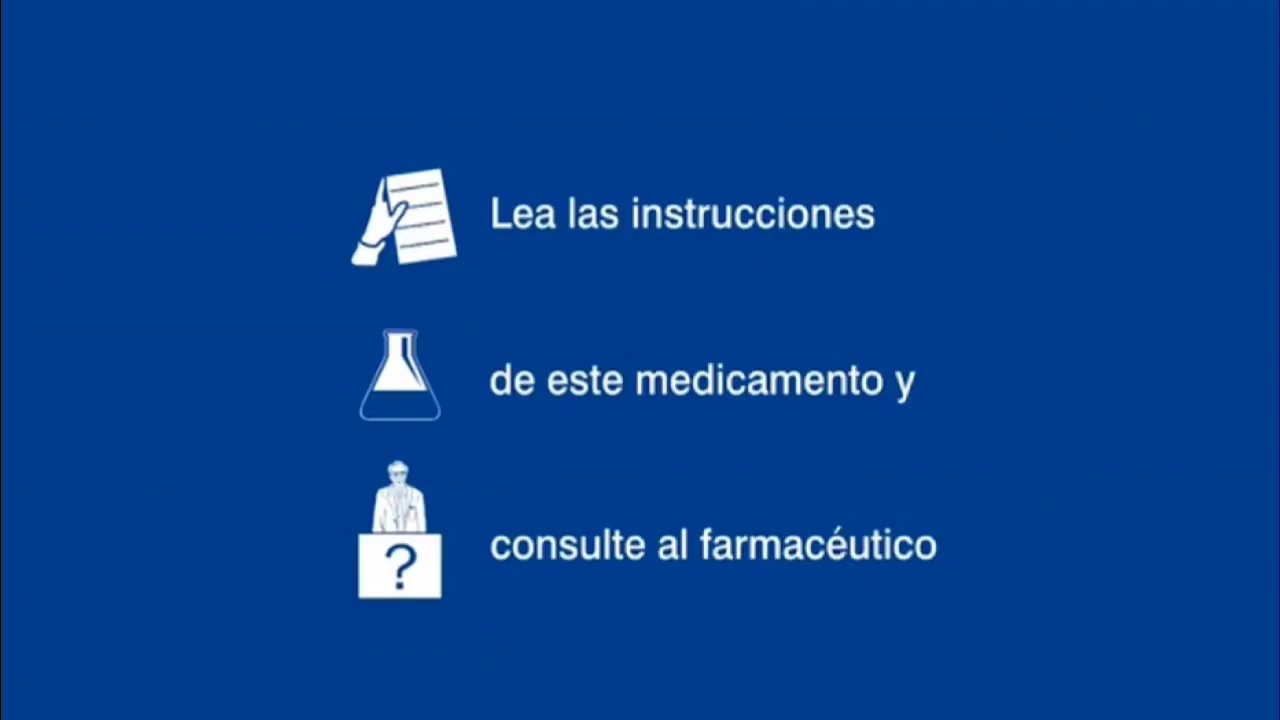 Lea las instrucciones
de este medicamento y
consulte al farmacéutico
?